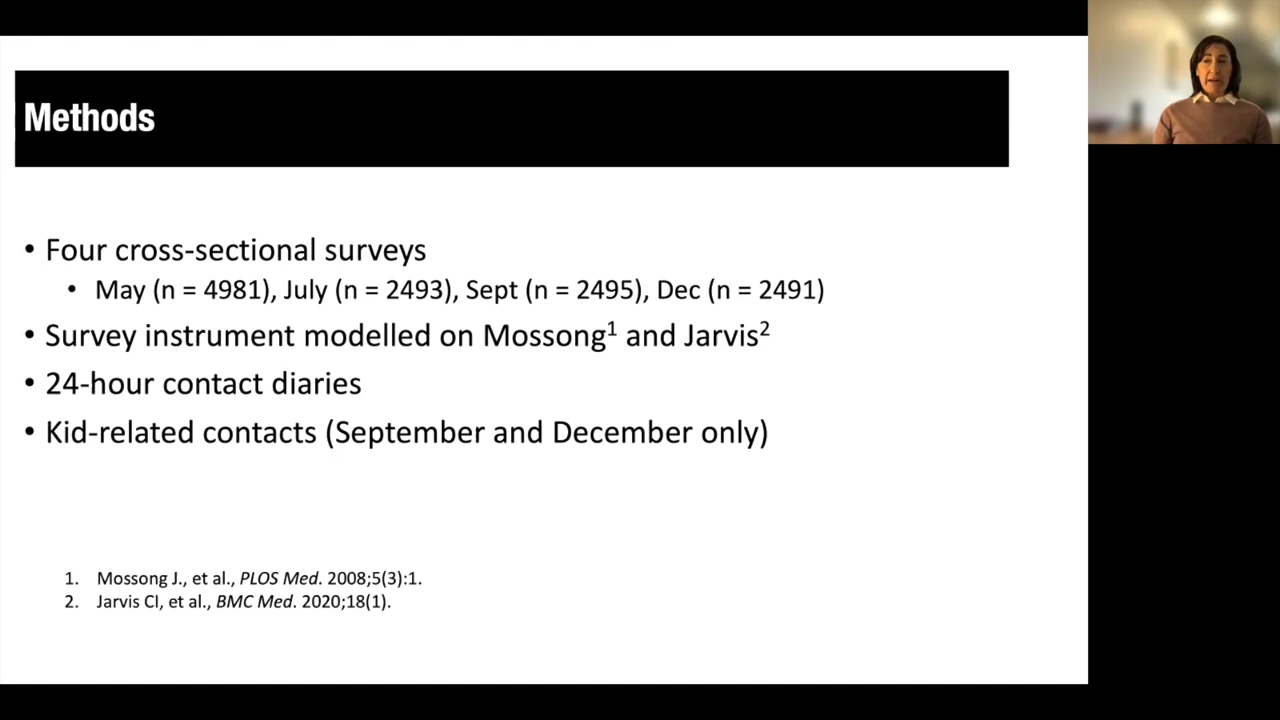 Methods
• Four cross-sectional surveys
• May (n = 4981), July (n = 2493), Sept (n = 2495), Dec (n = 2491)
• Survey instrument modelled on Mossong¹ and Jarvis²
• 24-hour contact diaries
• Kid-related contacts (September and December only)
1. Mossong J., et al., PLOS Med. 2008;5(3):1.
2. Jarvis CI, et al., BMC Med. 2020;18(1).